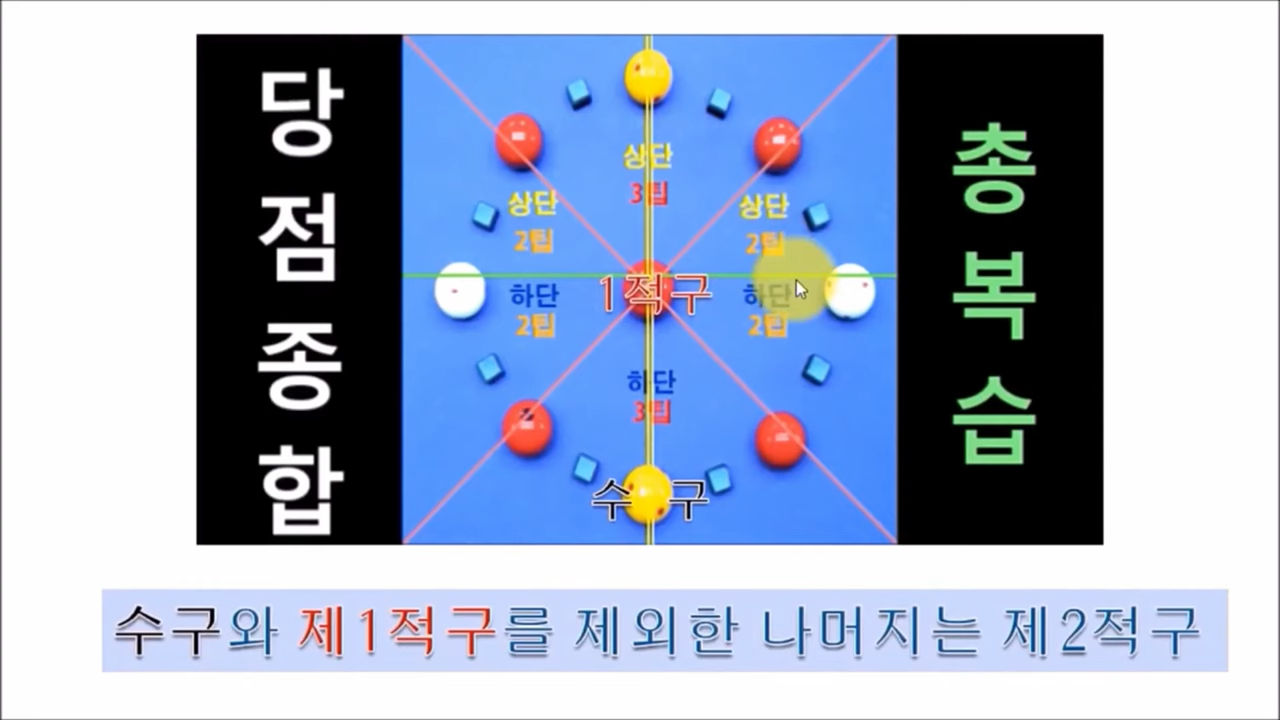 당점종합
총복습
상단
3팁
상단
2팁
상단
2팁
1적구
하단
2팁
하단
2팁
하단
3팁
수구
수구와 제1적구를 제외한 나머지는 제2적구